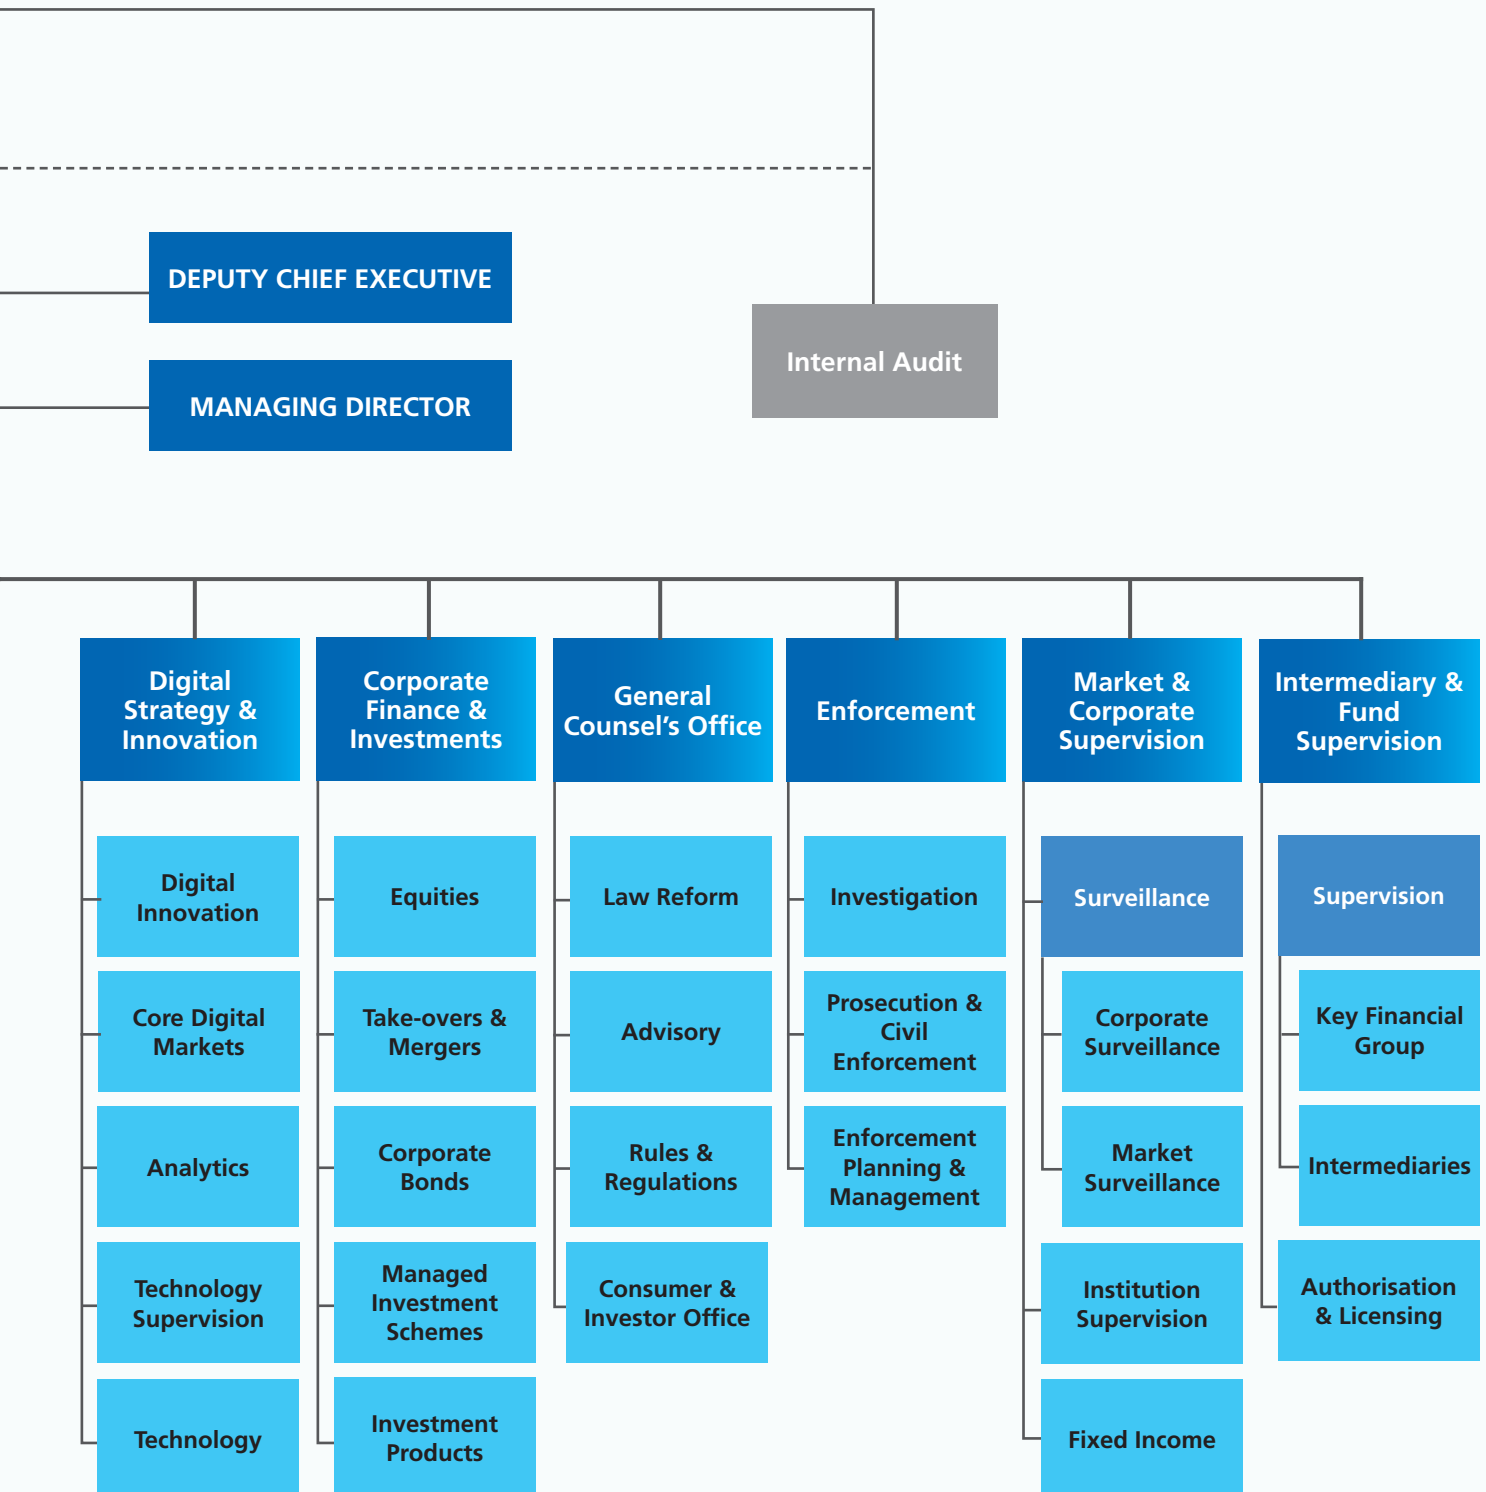 DEPUTY CHIEF EXECUTIVE
Internal Audit
MANAGING DIRECTOR
Digital
Strategy &
Innovation
Digital
Innovation
Core Digital
Markets
Analytics
Technology
Supervision
Technology
Corporate
Finance &
Investments
Equities
Take-overs &
Mergers
Corporate
Bonds
Managed
Investment
Schemes
Investment
Products
General
Counsel’s Office
Law Reform
Advisory
Rules &
Regulations
Consumer &
Investor Office
Enforcement
Investigation
Prosecution &
Civil
Enforcement
Enforcement
Planning &
Management
Market &
Corporate
Supervision
Surveillance
Corporate
Surveillance
Market
Surveillance
Institution
Supervision
Fixed Income
Intermediary &
Fund
Supervision
Supervision
Key Financial
Group
Intermediaries
Authorisation
& Licensing